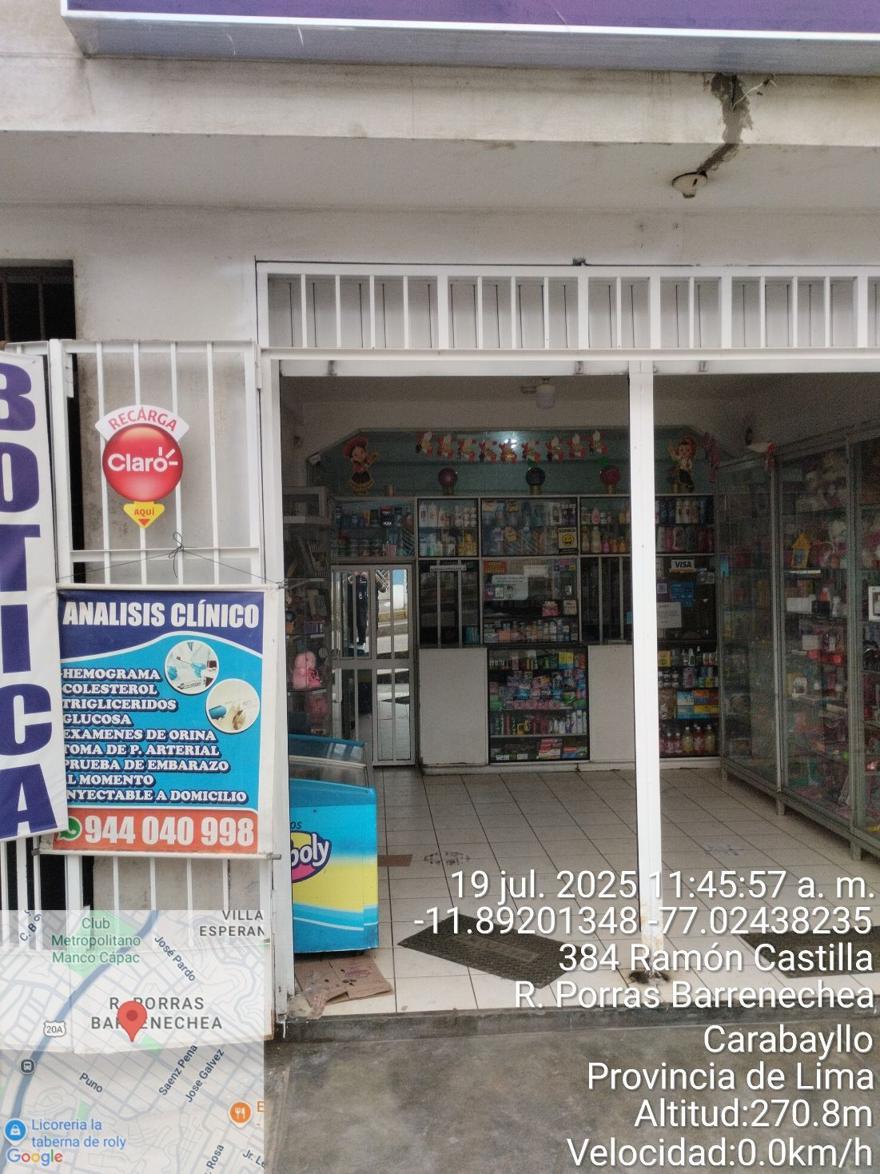 BOTICA
RECARGA
Claro
AQUÍ
ANALISIS CLÍNICO
HEMOGRAMA
COLESTEROL
TRIGLICERIDOS
GLUCOSA
EXAMENES DE ORINA
TOMA DE P. ARTERIAL
PRUEBA DE EMBARAZO
AL MOMENTO
INYECTABLE A DOMICILIO
944 040 998
VISA
19 jul. 2025 11:45:57 a. m.
-11.89201348 -77.02438235
384 Ramón Castilla
R. Porras Barrenechea
Carabayllo
Provincia de Lima
Altitud:270.8m
Velocidad:0.0km/h
Club
Metropolitano
Manco Cápac
VILLA
ESPERAN
José Pardo
R. PORRAS
BARRENECHEA
20A
Puno
Saenz Pena
Jose Galvez
Licoreria la
taberna de roly
Google
Rosa